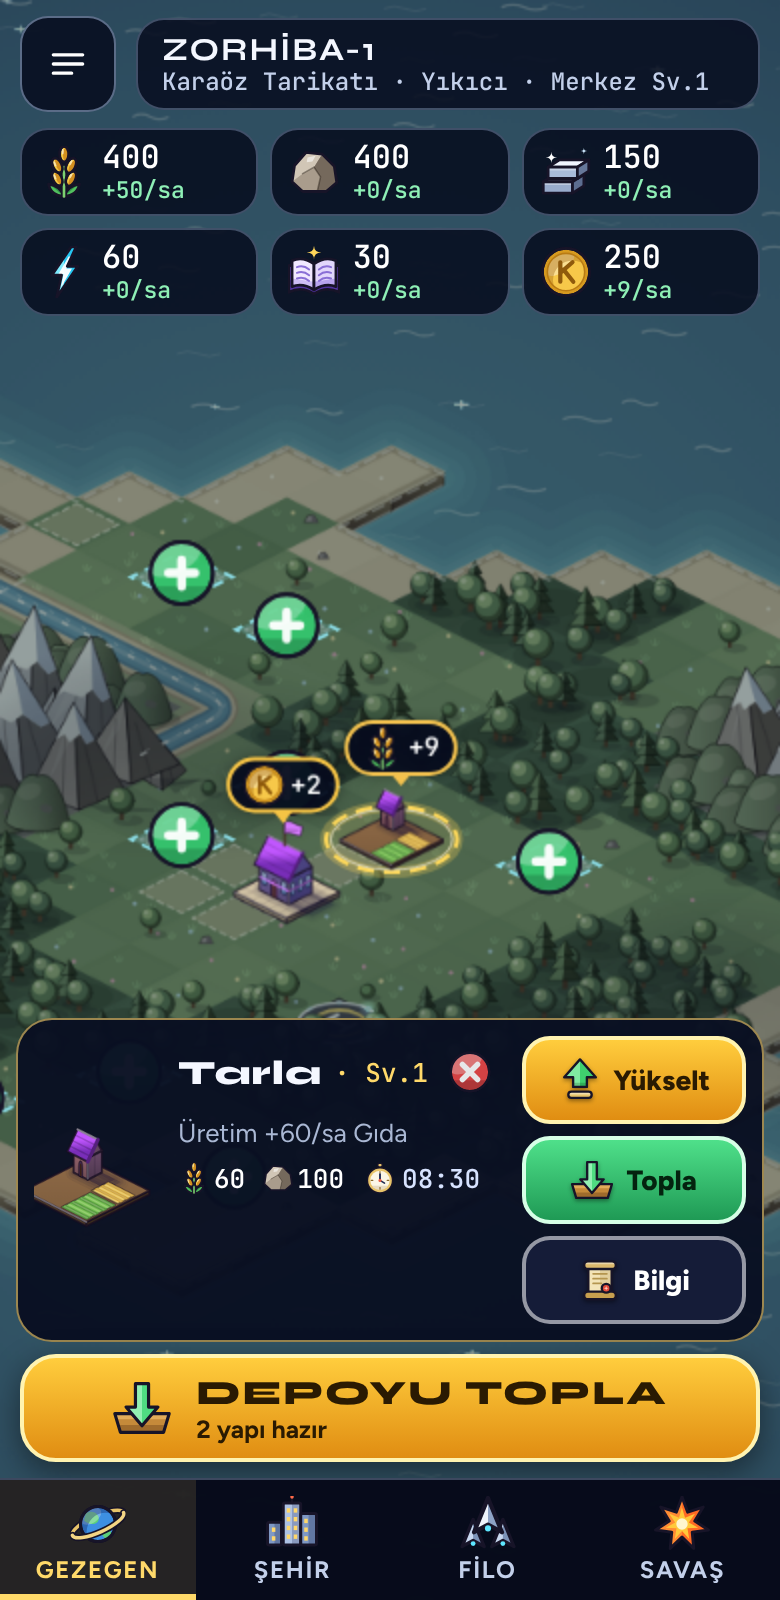 ZORHİBA-1
Karaöz Tarikatı · Yıkıcı · Merkez Sv.1
400
+50/sa
400
+0/sa
150
+0/sa
60
+0/sa
30
+0/sa
K
250
+9/sa
+9
K +2
Tarla · Sv.1
Üretim +60/sa Gıda
60 100 08:30
Yükselt
Topla
Bilgi
DEPOYU TOPLA
2 yapı hazır
GEZEGEN
ŞEHİR
FİLO
SAVAŞ